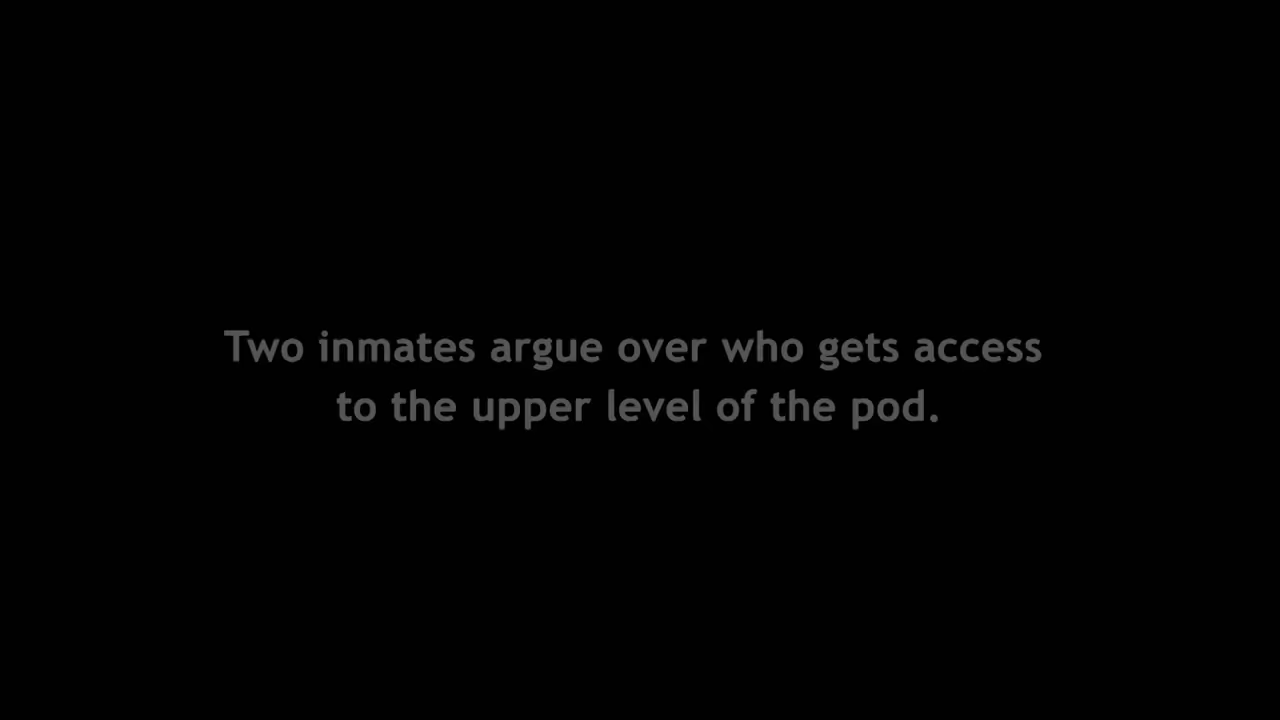 Two inmates argue over who gets access
to the upper level of the pod.